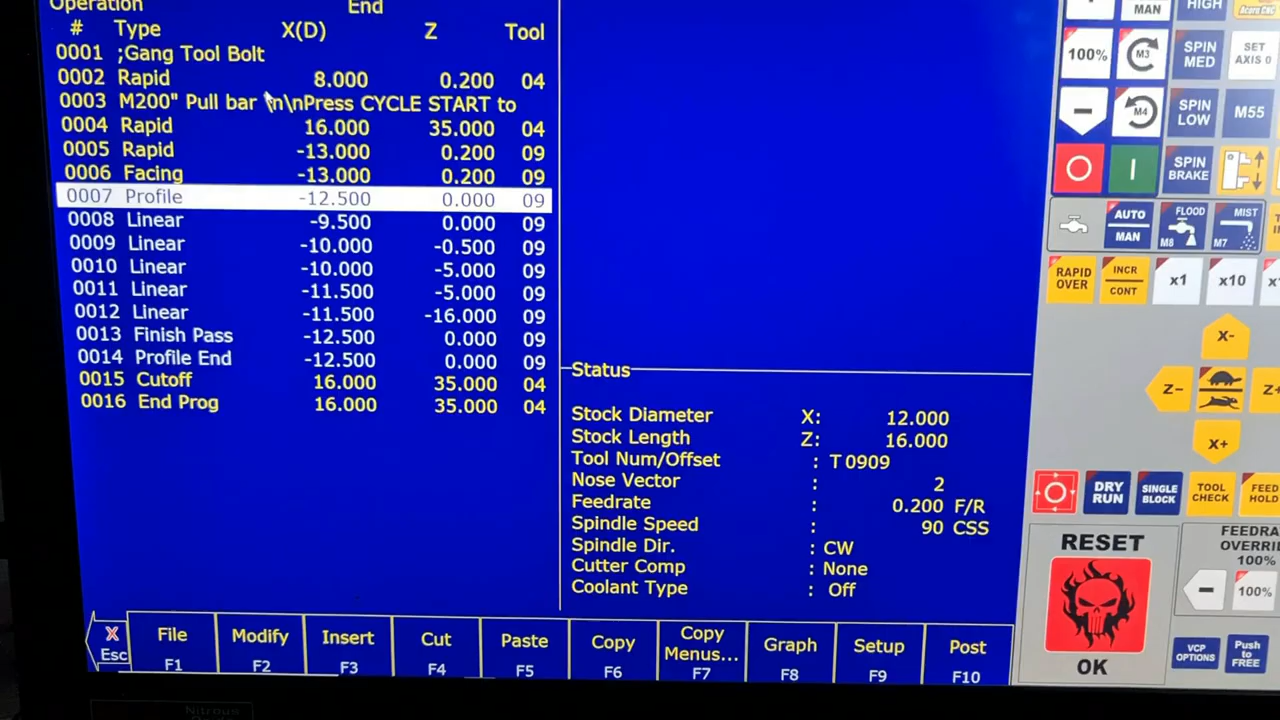 Operation End
# Type X(D) Z Tool
0001 ;Gang Tool Bolt
0002 Rapid 8.000 0.200 04
0003 M200" Pull bar \n\nPress CYCLE START to
0004 Rapid 16.000 35.000 04
0005 Rapid -13.000 0.200 09
0006 Facing -13.000 0.200 09
0007 Profile -12.500 0.000 09
0008 Linear -9.500 0.000 09
0009 Linear -10.000 -0.500 09
0010 Linear -10.000 -5.000 09
0011 Linear -11.500 -5.000 09
0012 Linear -11.500 -16.000 09
0013 Finish Pass -12.500 0.000 09
0014 Profile End -12.500 0.000 09
0015 Cutoff 16.000 35.000 04
0016 End Prog 16.000 35.000 04
Status
Stock Diameter X: 12.000
Stock Length Z: 16.000
Tool Num/Offset : T0909
Nose Vector : 2
Feedrate : 0.200 F/R
Spindle Speed : 90 CSS
Spindle Dir. : CW
Cutter Comp : None
Coolant Type : Off
X Esc
File F1
Modify F2
Insert F3
Cut F4
Paste F5
Copy F6
Copy Menus... F7
Graph F8
Setup F9
Post F10
MAN
HIGH
100%
M3
SPIN MED
SET AXIS 0
M4
SPIN LOW
M55
SPIN BRAKE
AUTO MAN
FLOOD M8
MIST M7
RAPID OVER
INCR CONT
x1
x10
X-
Z-
X+
DRY RUN
SINGLE BLOCK
TOOL CHECK
FEED HOLD
RESET
OK
100%
100%
VCP OPTIONS
Push to FREE